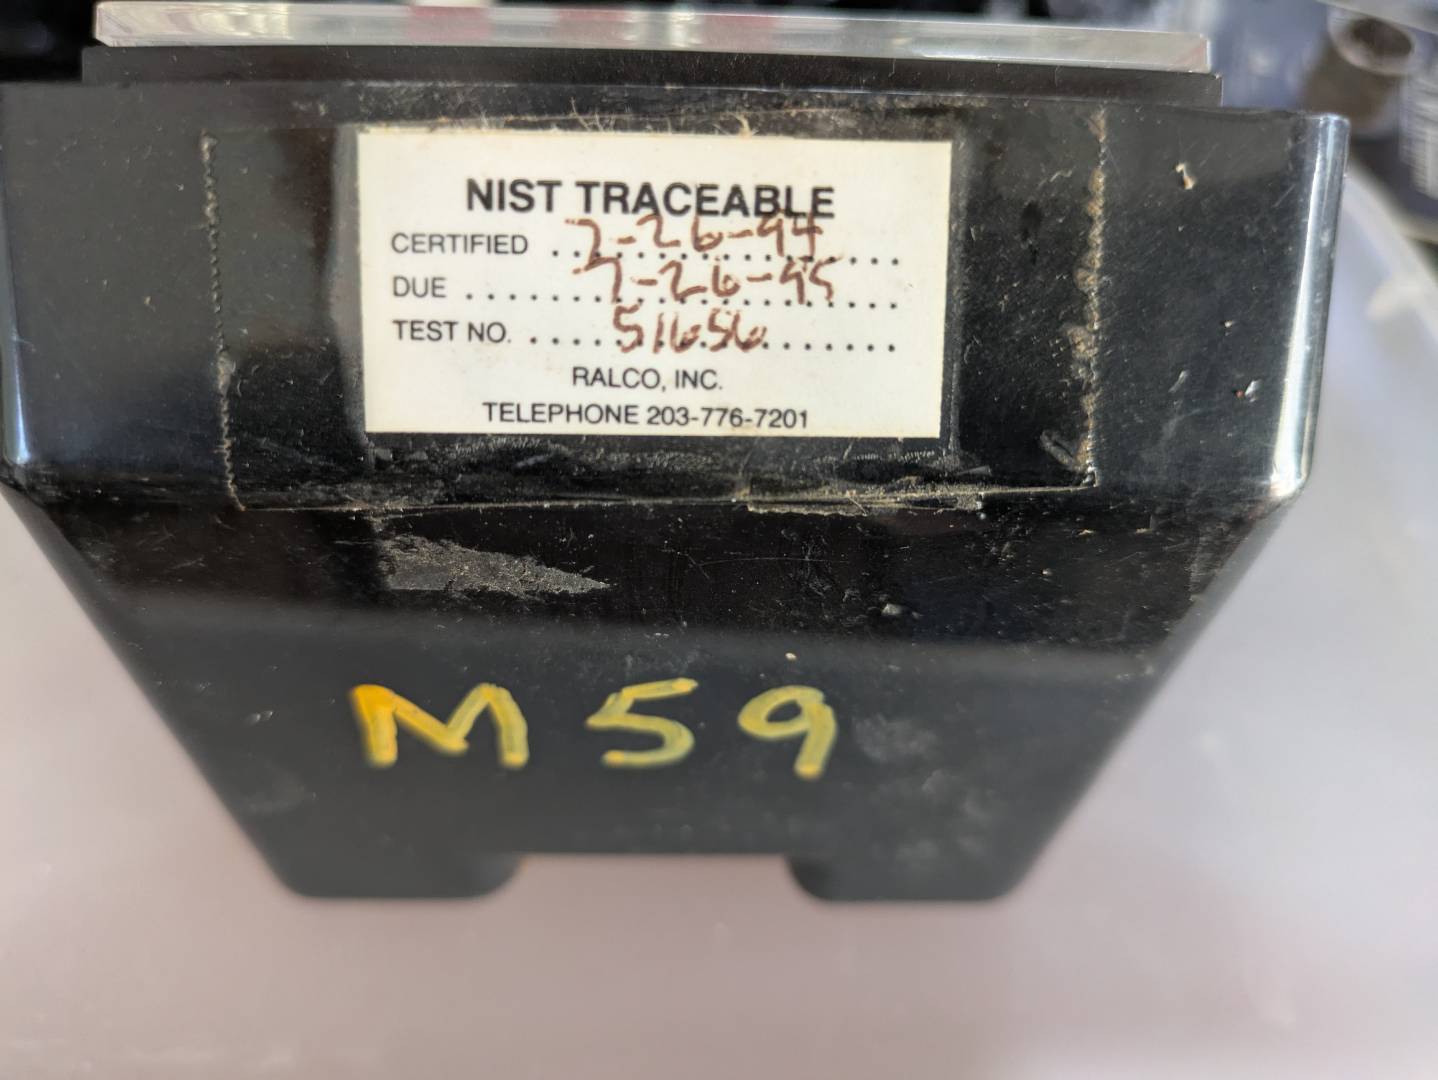 NIST TRACEABLE
CERTIFIED . 7-26-94
DUE . . . . . . 7-26-95
TEST NO. . . . . 51656
RALCO, INC.
TELEPHONE 203-776-7201
M 59